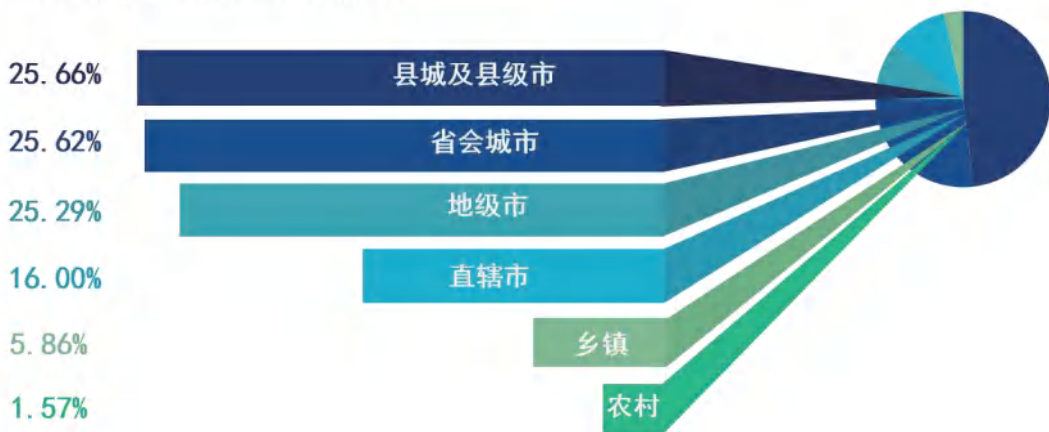 25.66% 县城及县级市
25.62% 省会城市
25.29% 地级市
16.00% 直辖市
5.86% 乡镇
1.57% 农村